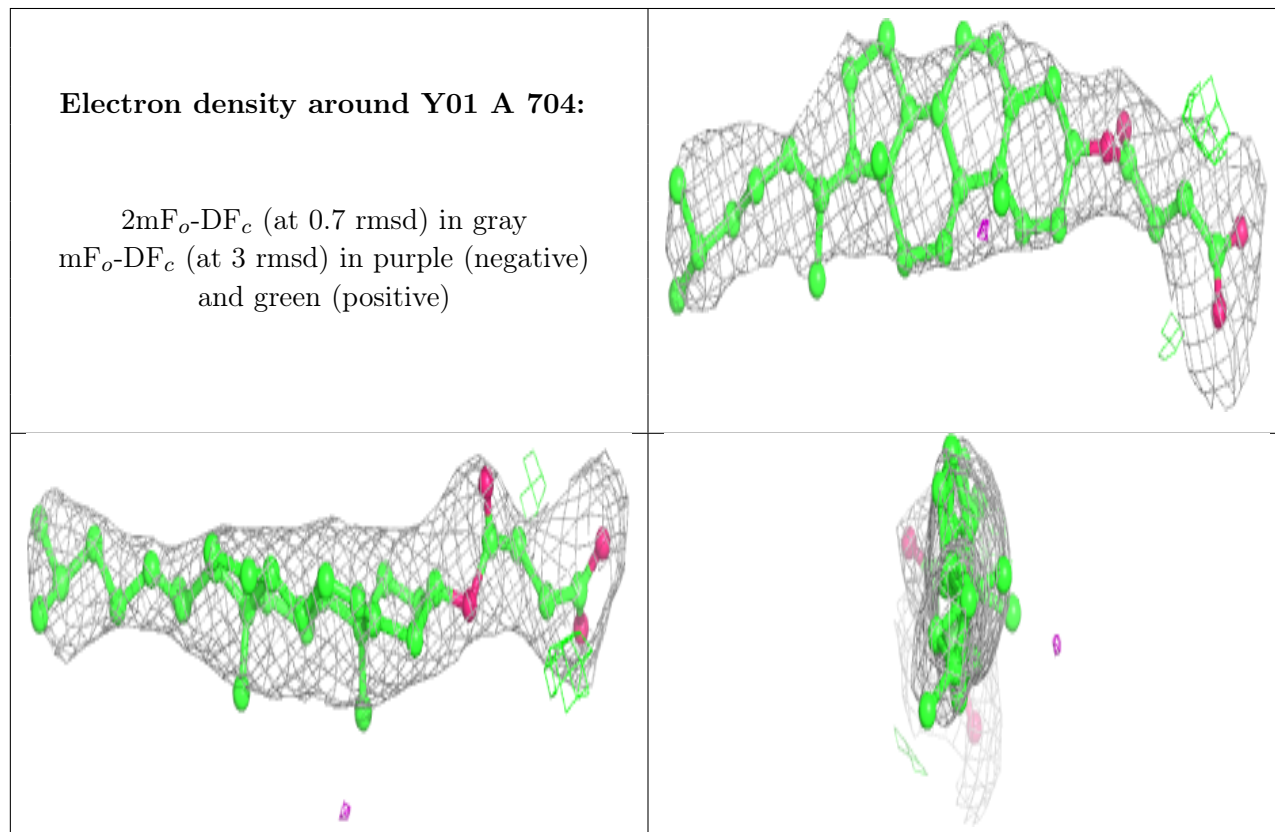 Electron density around Y01 A 704:
2mFₒ-DF𝒸 (at 0.7 rmsd) in gray
mFₒ-DF𝒸 (at 3 rmsd) in purple (negative)
and green (positive)